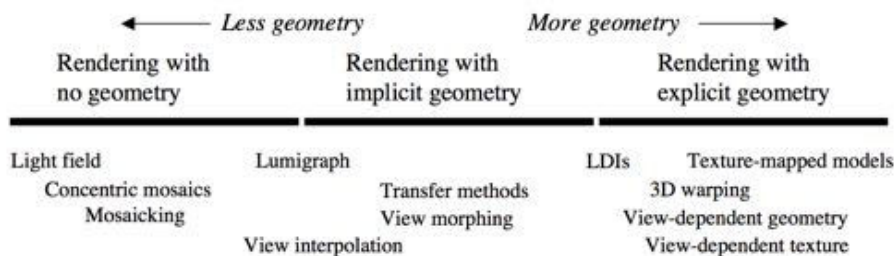 Less geometry More geometry
Rendering with no geometry
Rendering with implicit geometry
Rendering with explicit geometry
Light field Lumigraph LDIs Texture-mapped models
Concentric mosaics Transfer methods 3D warping
Mosaicking View morphing View-dependent geometry
View interpolation View-dependent texture